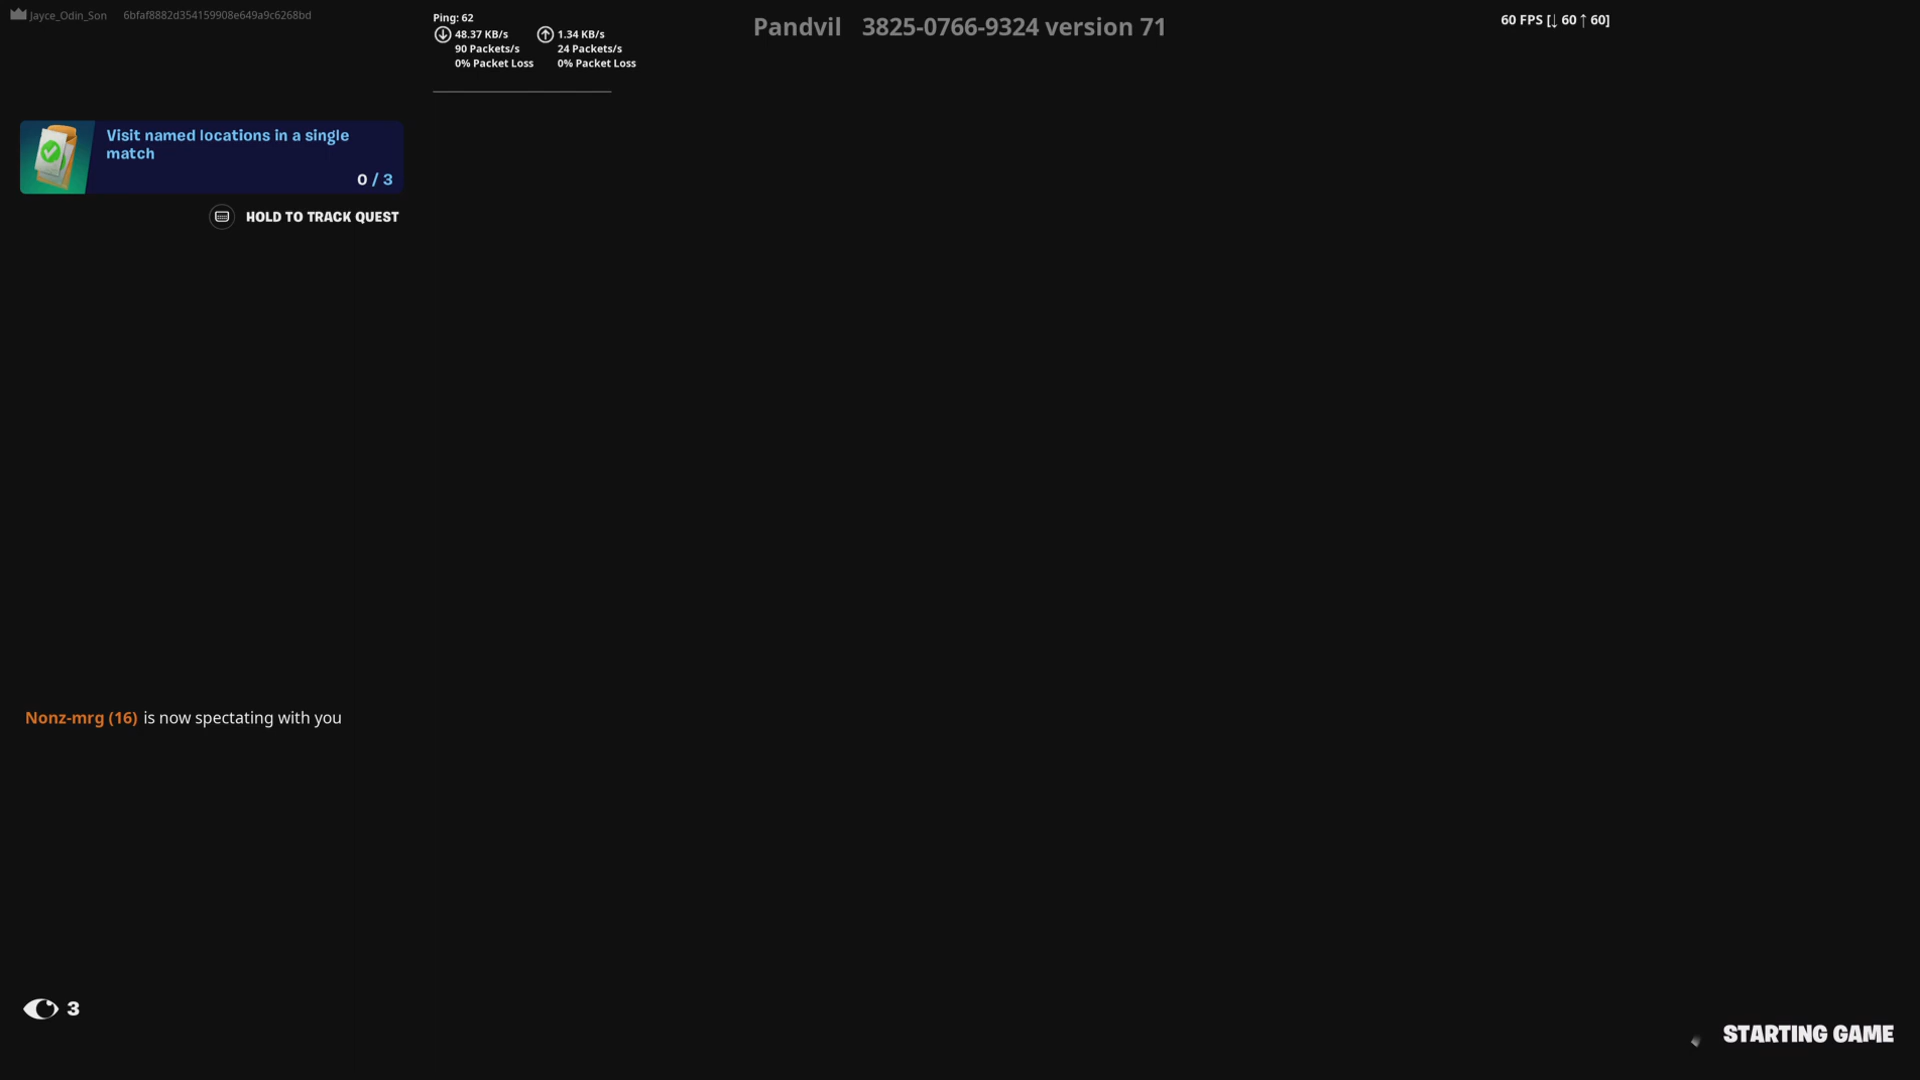 Jayce_Odin_Son 6bfaf8882d354159908e649a9c6268bd
Ping: 62
48.37 KB/s 1.34 KB/s
90 Packets/s 24 Packets/s
0% Packet Loss 0% Packet Loss
Pandvil 3825-0766-9324 version 71
60 FPS [↓ 60 ↑ 60]
Visit named locations in a single
match
0 / 3
HOLD TO TRACK QUEST
Nonz-mrg (16) is now spectating with you
3
STARTING GAME